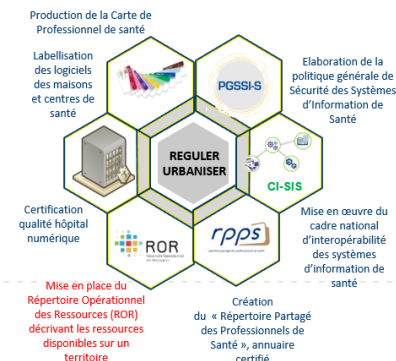 Production de la Carte de
Professionnel de santé
Labellisation
des logiciels
des maisons
et centres de
santé
PGSSI-S
Elaboration de la
politique générale de
Sécurité des Systèmes
d'Information de
Santé
REGULER
URBANISER
CI-SIS
Certification
qualité hôpital
numérique
ROR
rpps
Mise en œuvre du
cadre national
d'interopérabilité
des systèmes
d'information de
santé
Mise en place du
Répertoire Opérationnel
des Ressources (ROR)
décrivant les ressources
disponibles sur un
territoire
Création
du « Répertoire Partagé
des Professionnels de
Santé », annuaire
certifié